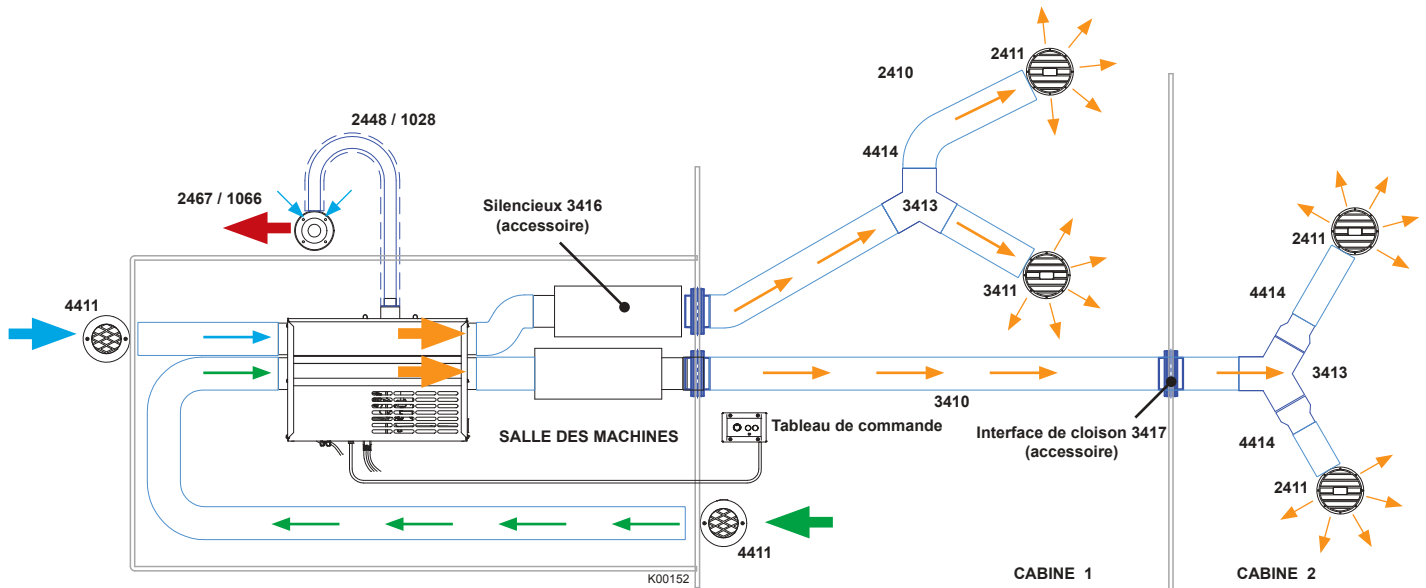 2411
2410
2448 / 1028
4414
2467 / 1066
Silencieux 3416
(accessoire)
3413
2411
4411
3411
4414
3413
3410
Tableau de commande
SALLE DES MACHINES
Interface de cloison 3417
(accessoire)
4414
2411
4411
K00152
CABINE 1
CABINE 2